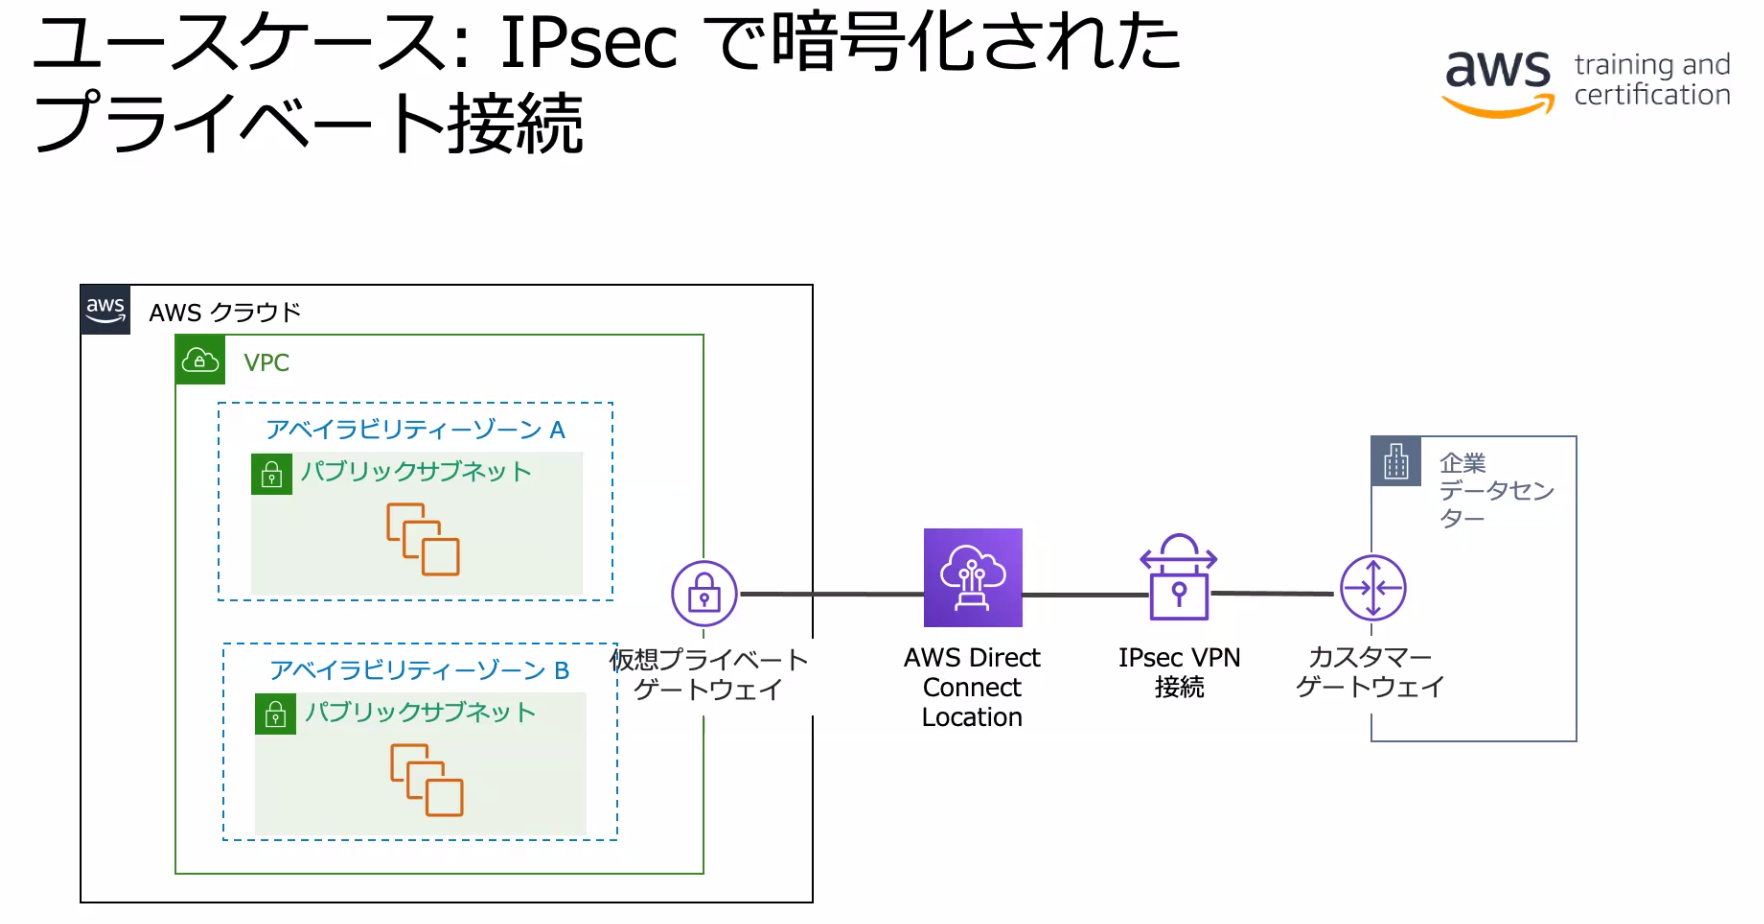 ユースケース: IPsec で暗号化された
プライベート接続
aws training and
certification
aws
AWS クラウド
VPC
アベイラビリティーゾーン A
パブリックサブネット
アベイラビリティーゾーン B
パブリックサブネット
仮想プライベート
ゲートウェイ
AWS Direct
Connect
Location
IPsec VPN
接続
カスタマー
ゲートウェイ
企業
データセン
ター